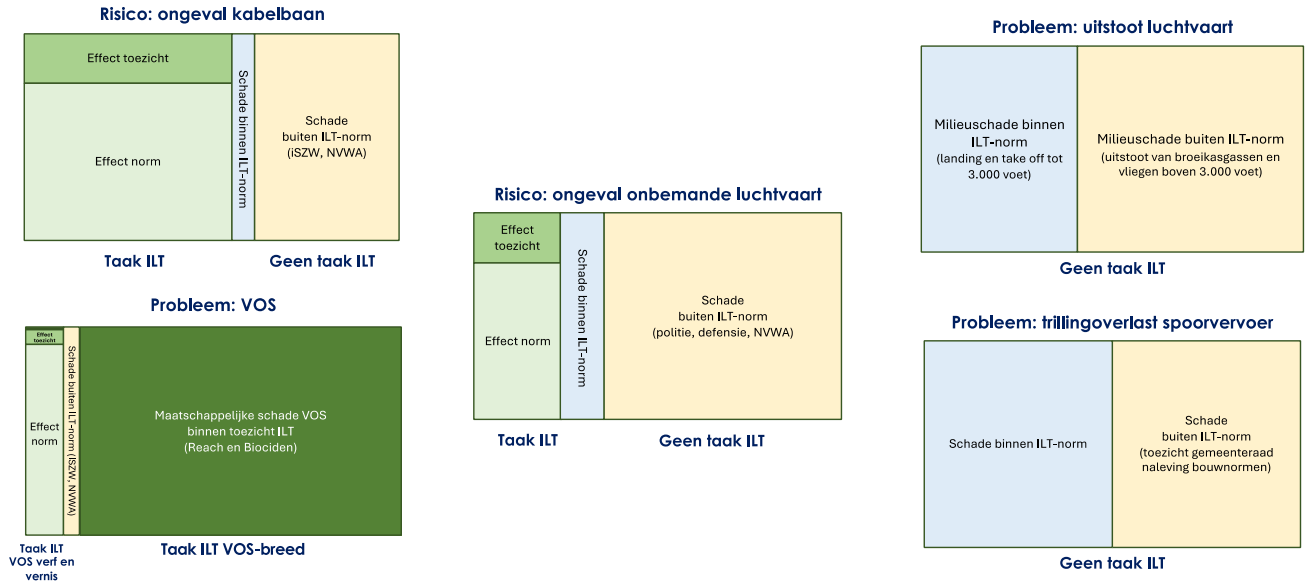 Risico: ongeval kabelbaan
Effect toezicht
Effect norm
Schade binnen ILT-norm
Schade
buiten ILT-norm
(iSZW, NVWA)
Taak ILT
Geen taak ILT
Probleem: VOS
Effect
toezicht
Effect
norm
Schade buiten ILT-norm (ISZW, NVWA)
Maatschappelijke schade VOS
binnen toezicht ILT
(Reach en Biociden)
Taak ILT
VOS verf en
vernis
Taak ILT VOS-breed
Risico: ongeval onbemande luchtvaart
Effect
toezicht
Effect norm
Schade binnen ILT-norm
Schade
buiten ILT-norm
(politie, defensie, NVWA)
Taak ILT
Geen taak ILT
Probleem: uitstoot luchtvaart
Milieuschade binnen
ILT-norm
(landing en take off tot
3.000 voet)
Milieuschade buiten ILT-norm
(uitstoot van broeikasgassen en
vliegen boven 3.000 voet)
Geen taak ILT
Probleem: trillingoverlast spoorvervoer
Schade binnen ILT-norm
Schade
buiten ILT-norm
(toezicht gemeenteraad
naleving bouwnormen)
Geen taak ILT